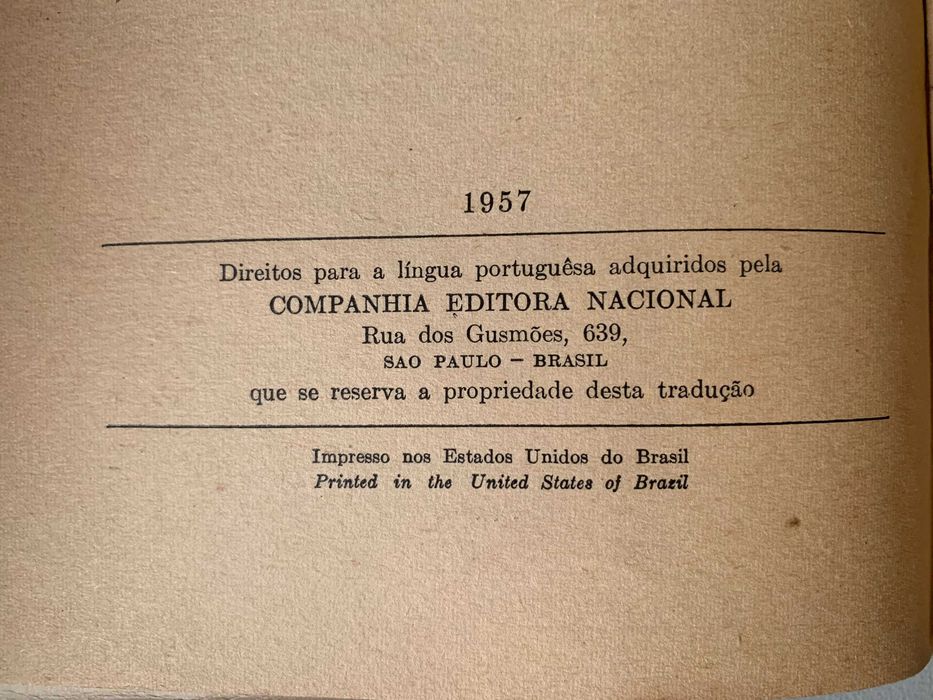 1957
Direitos para a língua portuguêsa adquiridos pela
COMPANHIA EDITORA NACIONAL
Rua dos Gusmões, 639,
SAO PAULO — BRASIL
que se reserva a propriedade desta tradução
Impresso nos Estados Unidos do Brasil
Printed in the United States of Brazil